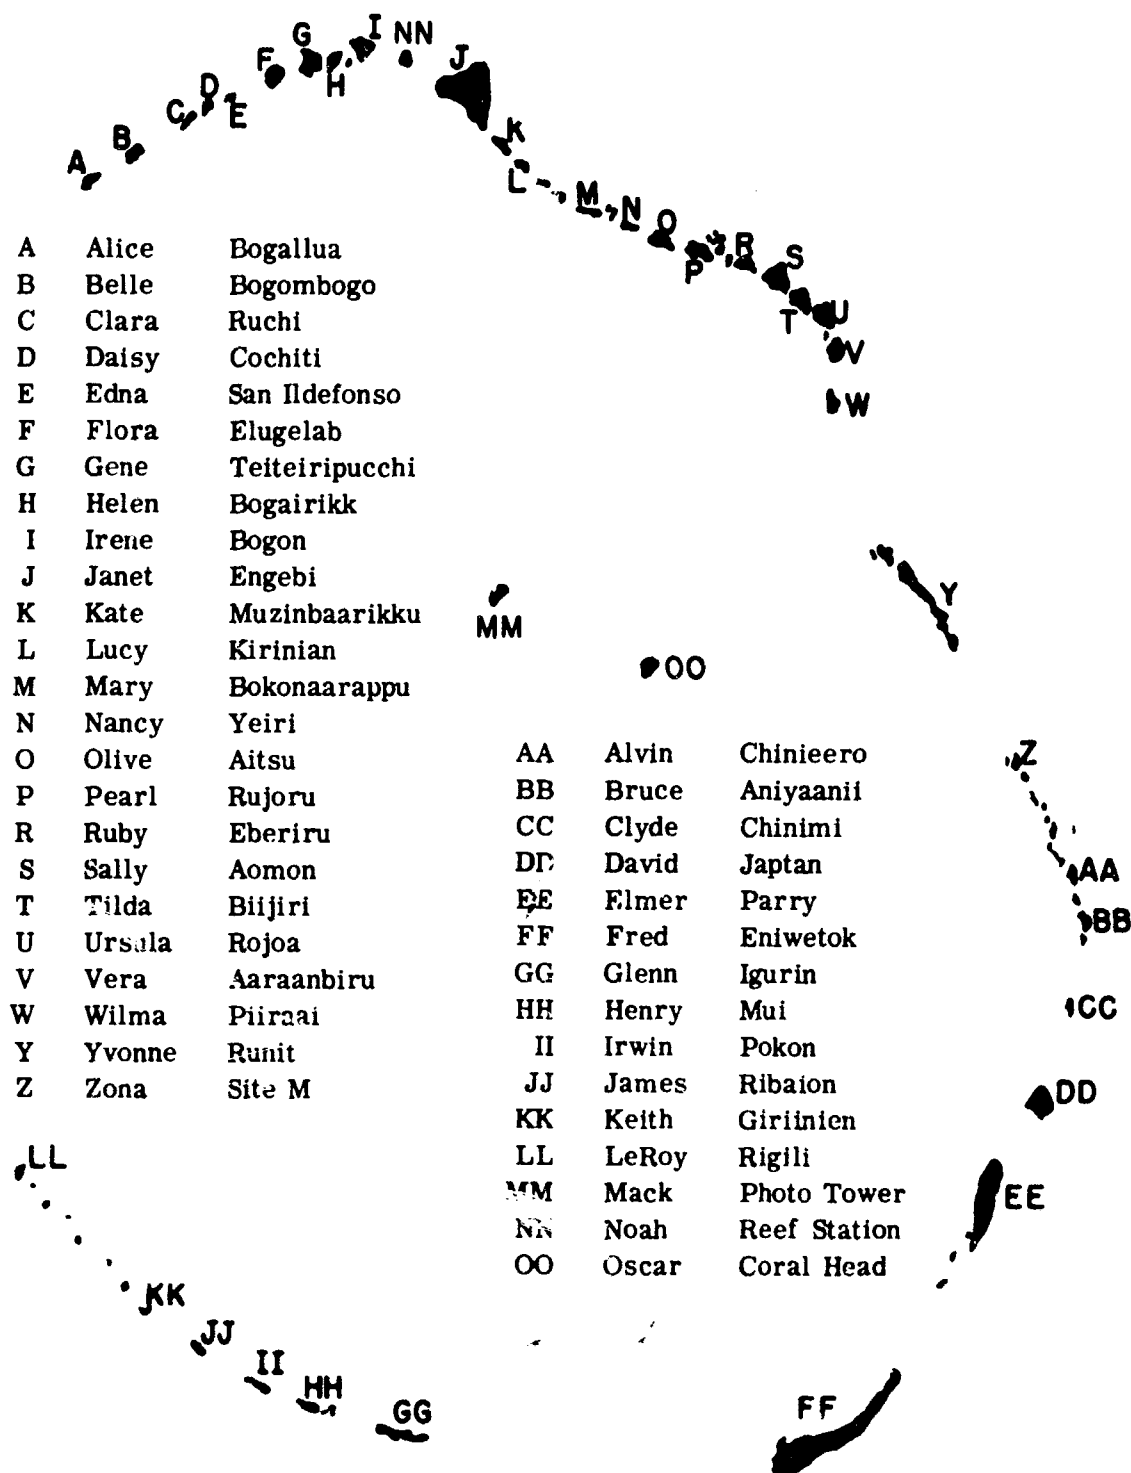 I NN
G
J
F
H
D
E
C
K
B
A
L
M
N
O
R
P
S
T
U
V
W
A Alice Bogallua
B Belle Bogombogo
C Clara Ruchi
D Daisy Cochiti
E Edna San Ildefonso
F Flora Elugelab
G Gene Teiteiripucchi
H Helen Bogairikk
I Irene Bogon
J Janet Engebi
K Kate Muzinbaarikku
L Lucy Kirinian
M Mary Bokonaarappu
N Nancy Yeiri
O Olive Aitsu
P Pearl Rujoru
R Ruby Eberiru
S Sally Aomon
T Tilda Biijiri
U Ursula Rojoa
V Vera Aaraanbiru
W Wilma Piiraai
Y Yvonne Runit
Z Zona Site M
Y
MM
OO
Z
AA Alvin Chinieero
BB Bruce Aniyaanii
CC Clyde Chinimi
DD David Japtan
EE Elmer Parry
FF Fred Eniwetok
GG Glenn Igurin
HH Henry Mui
II Irwin Pokon
JJ James Ribaion
KK Keith Giriinien
LL LeRoy Rigili
MM Mack Photo Tower
NN Noah Reef Station
OO Oscar Coral Head
AA
BB
CC
DD
EE
LL
KK
JJ
II
HH
GG
FF